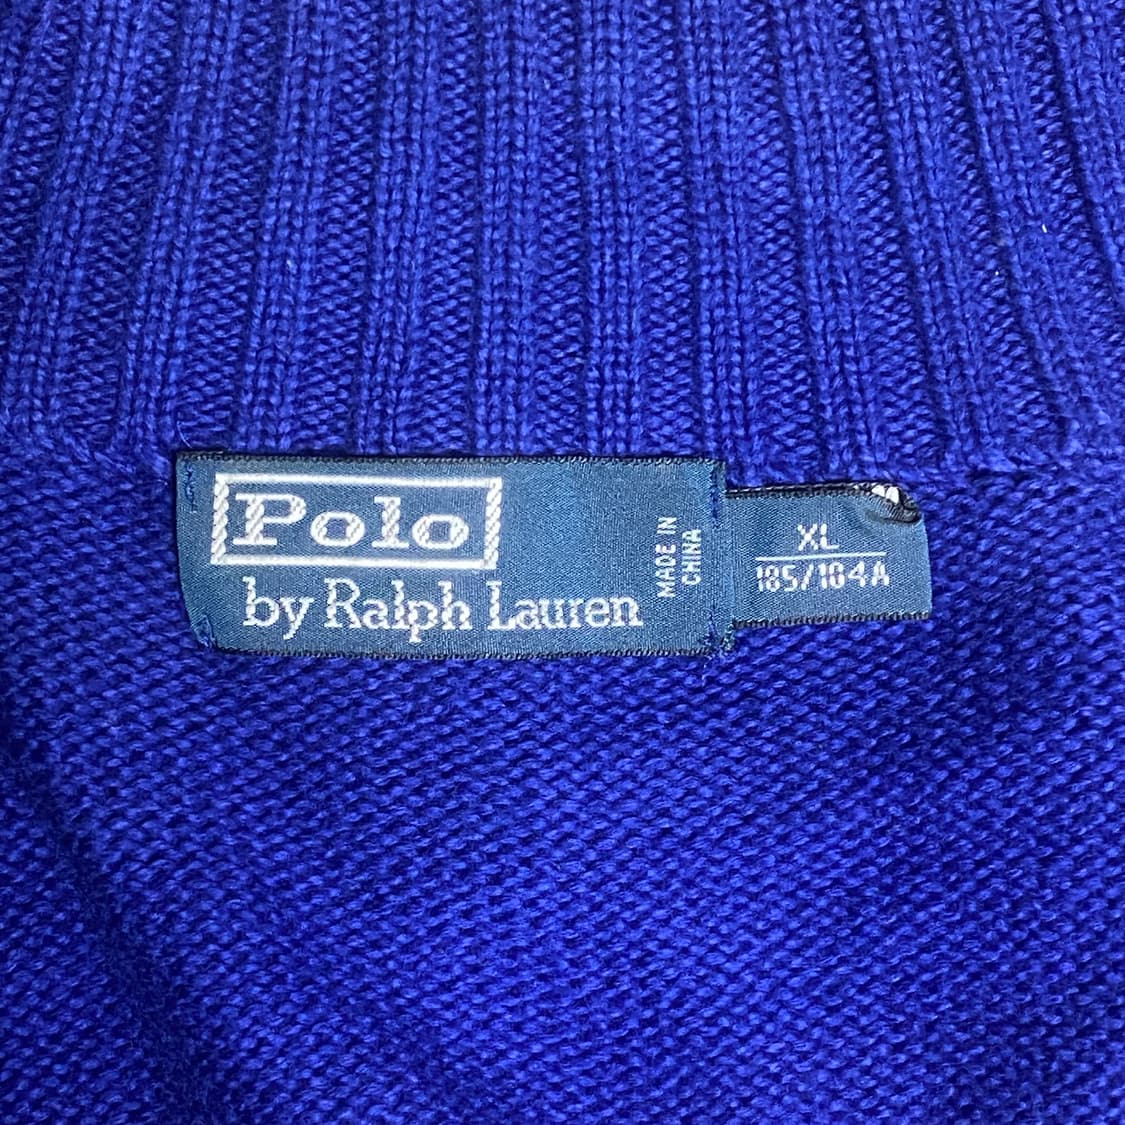 Polo
by Ralph Lauren
MADE IN
CHINA
XL
185/104A